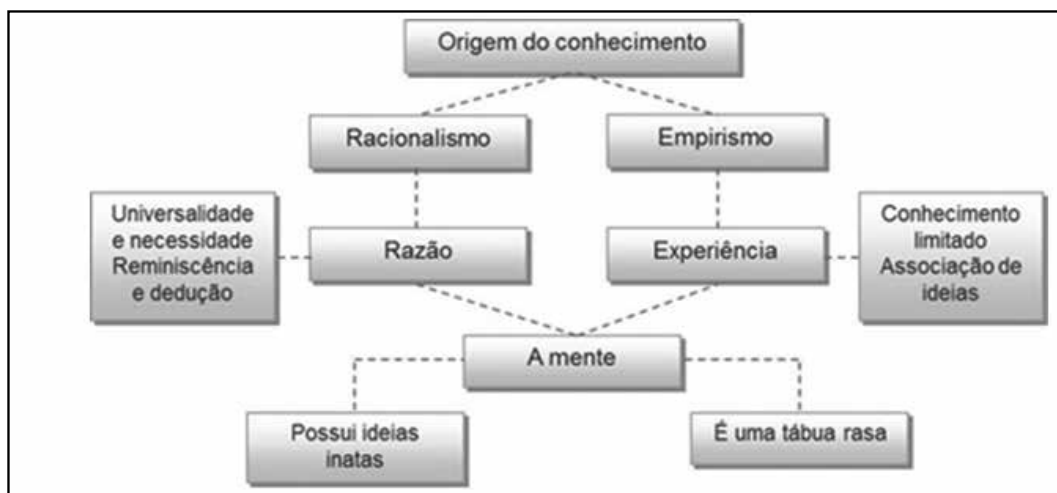 Origem do conhecimento
Racionalismo
Empirismo
Universalidade
e necessidade
Reminiscência
e dedução
Razão
Experiência
Conhecimento
limitado
Associação de
ideias
A mente
Possui ideias
inatas
É uma tábua rasa